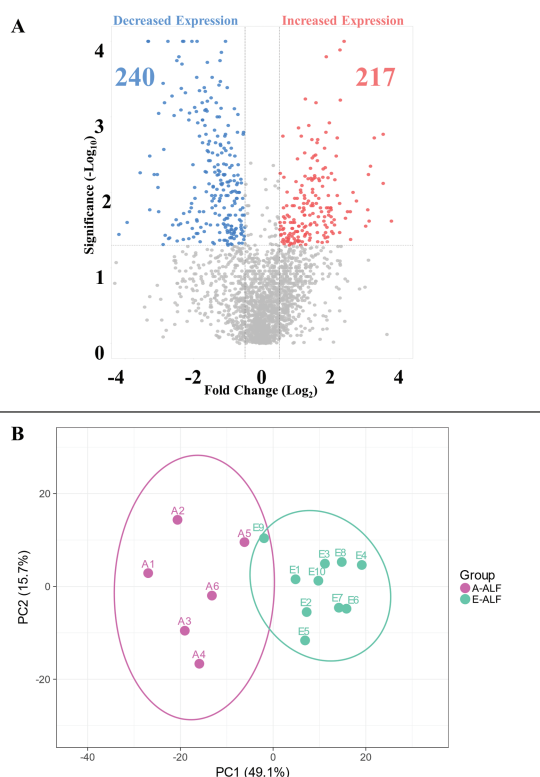 A
Decreased Expression
Increased Expression
240
217
Significance (-Log10)
4
3
2
1
0
-4 -2 0 2 4
Fold Change (Log2)
B
PC2 (15.7%)
20
0
-20
A1
A2
A3
A4
A5
A6
E9
E1
E10
E3
E8
E4
E2
E7
E6
E5
-40 -20 0 20
PC1 (49.1%)
Group
A-ALF
E-ALF